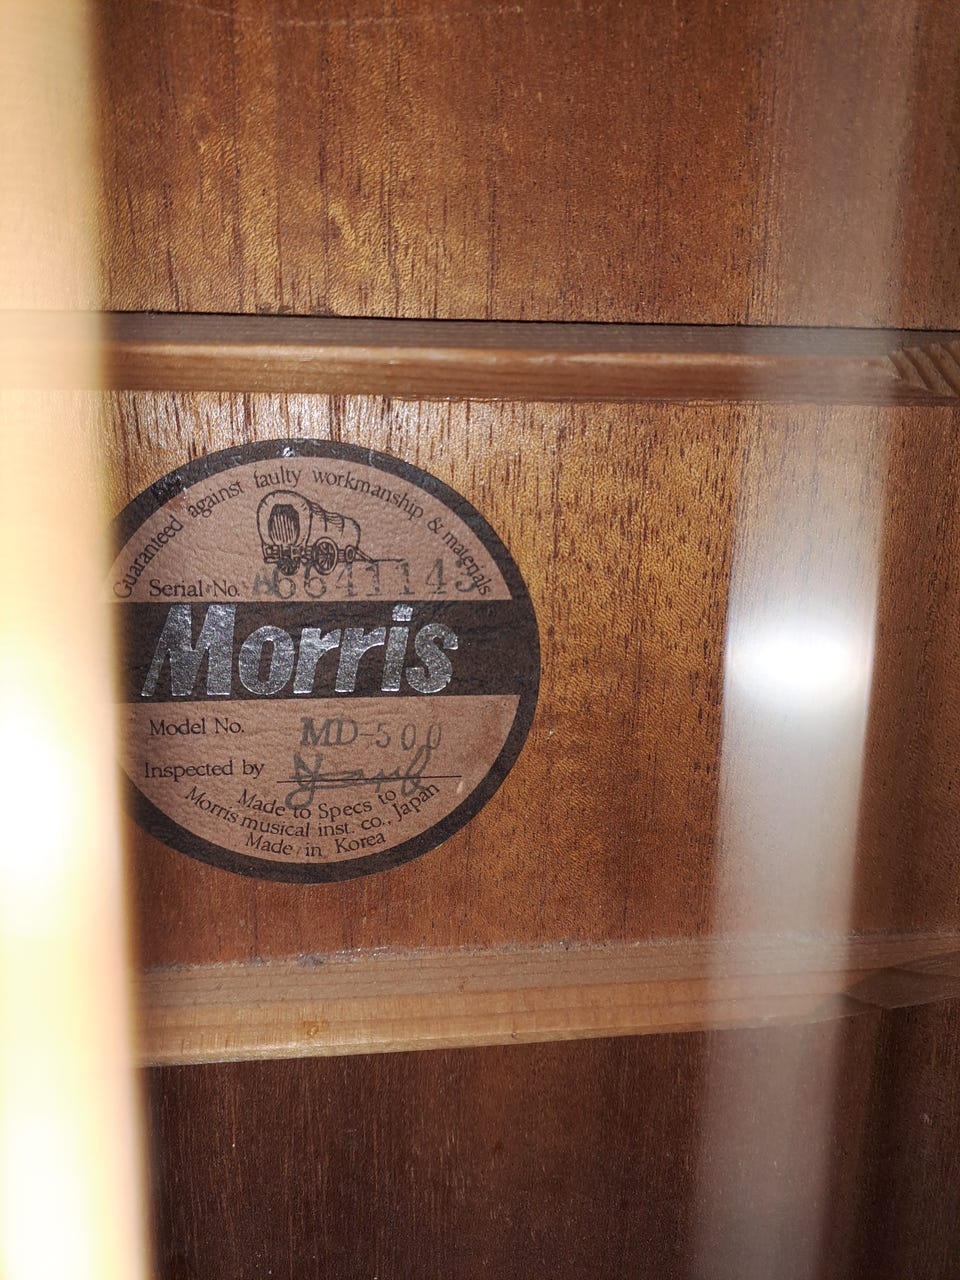 Guaranteed against faulty workmanship & materials
Serial No.
Morris
Model No. MD-500
Inspected by
Made to Specs to
Morris musical inst. co., Japan
Made in Korea